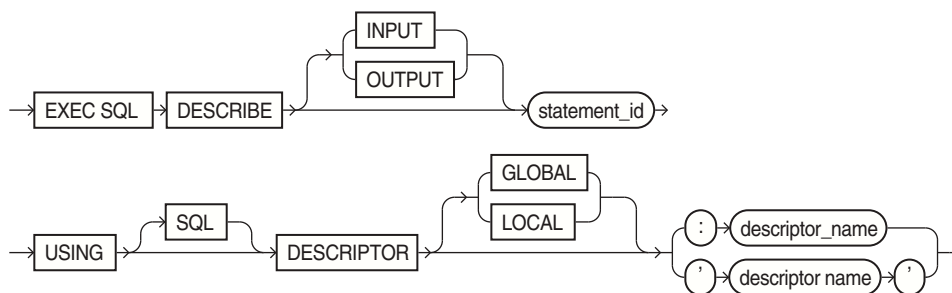 INPUT
OUTPUT
EXEC SQL DESCRIBE statement_id
GLOBAL
SQL LOCAL
USING DESCRIPTOR : descriptor_name
' descriptor name '